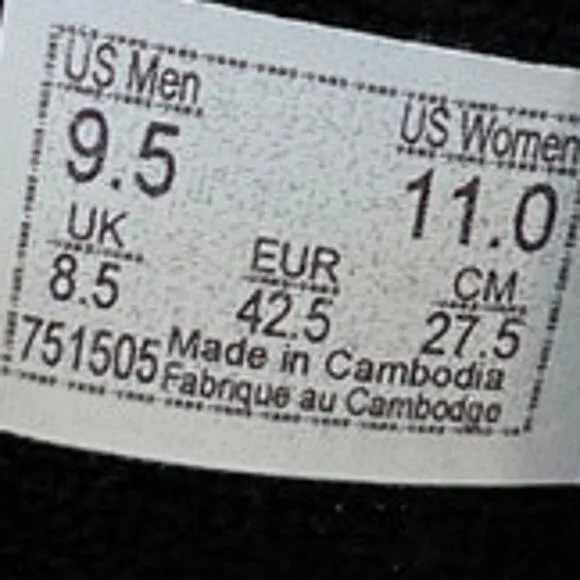 US Men
US Women
9.5
11.0
UK
EUR
CM
8.5
42.5
27.5
751505
Made in Cambodia
Fabrique au Cambodge